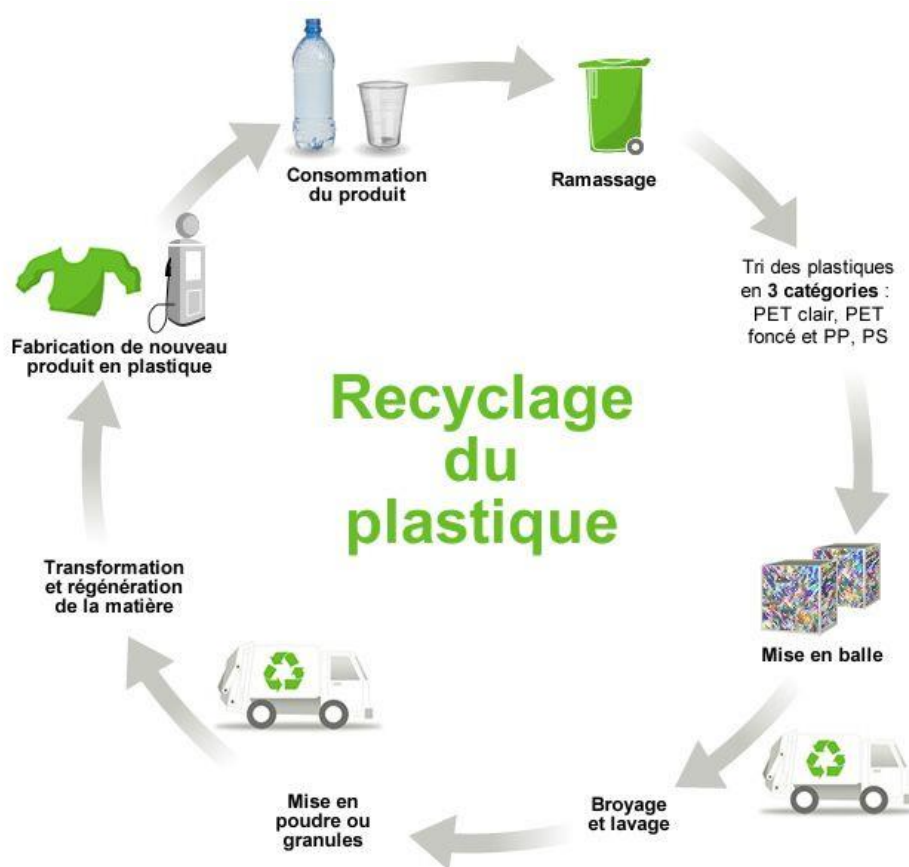 Recyclage
du
plastique
Consommation
du produit
Ramassage
Tri des plastiques
en 3 catégories :
PET clair, PET
foncé et PP, PS
Mise en balle
Broyage
et lavage
Mise en
poudre ou
granules
Transformation
et régénération
de la matière
Fabrication de nouveau
produit en plastique